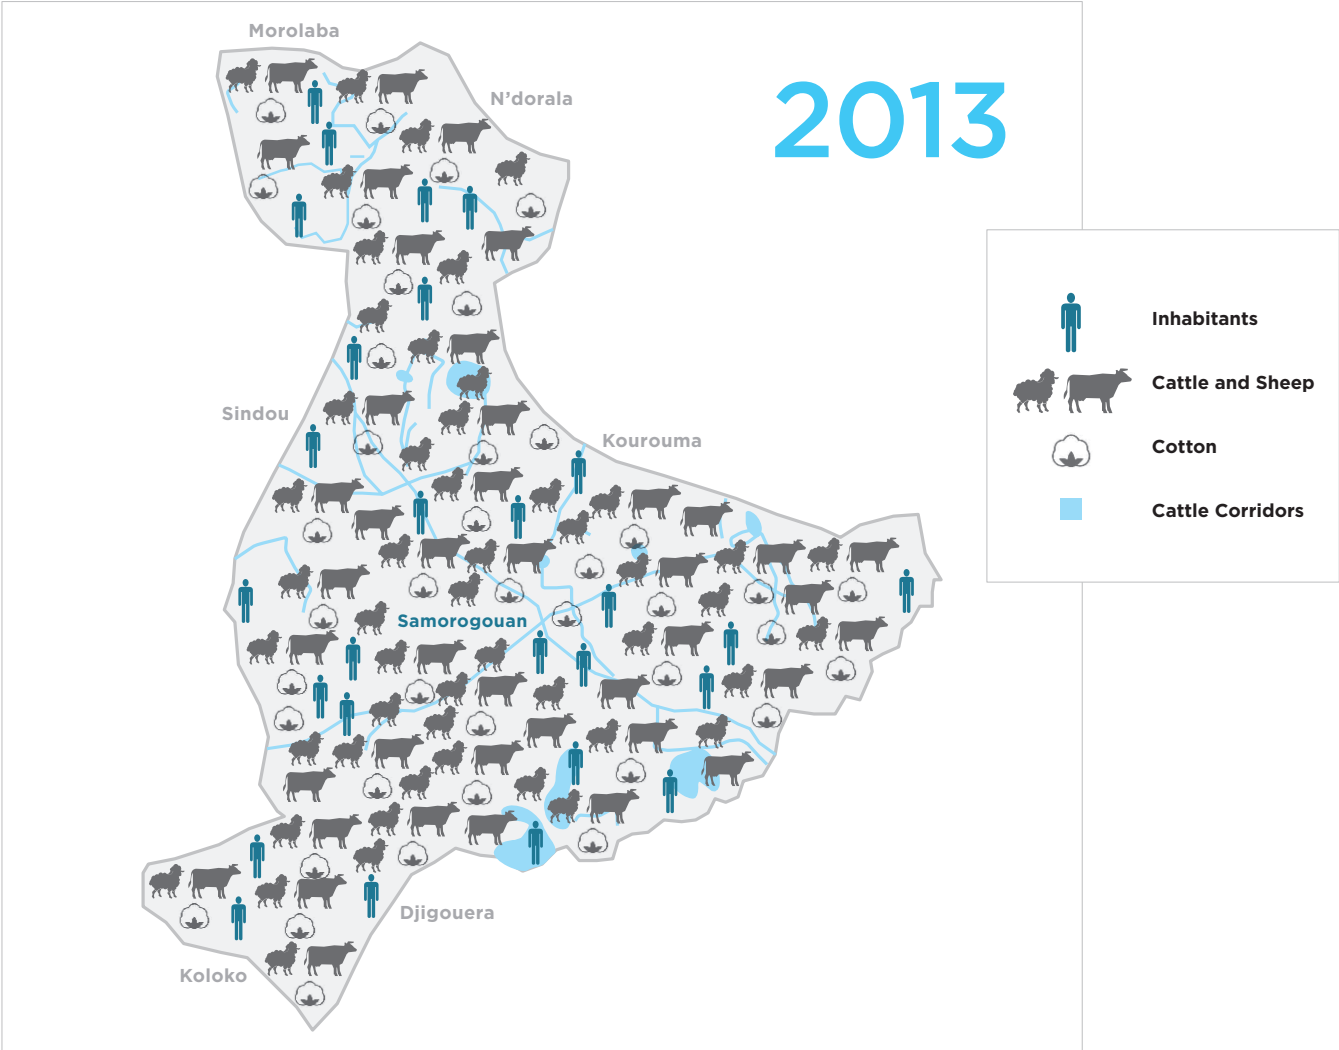 Morolaba
N'dorala
2013
Inhabitants
Cattle and Sheep
Sindou
Kourouma
Cotton
Cattle Corridors
Samorogouan
Djigouera
Koloko